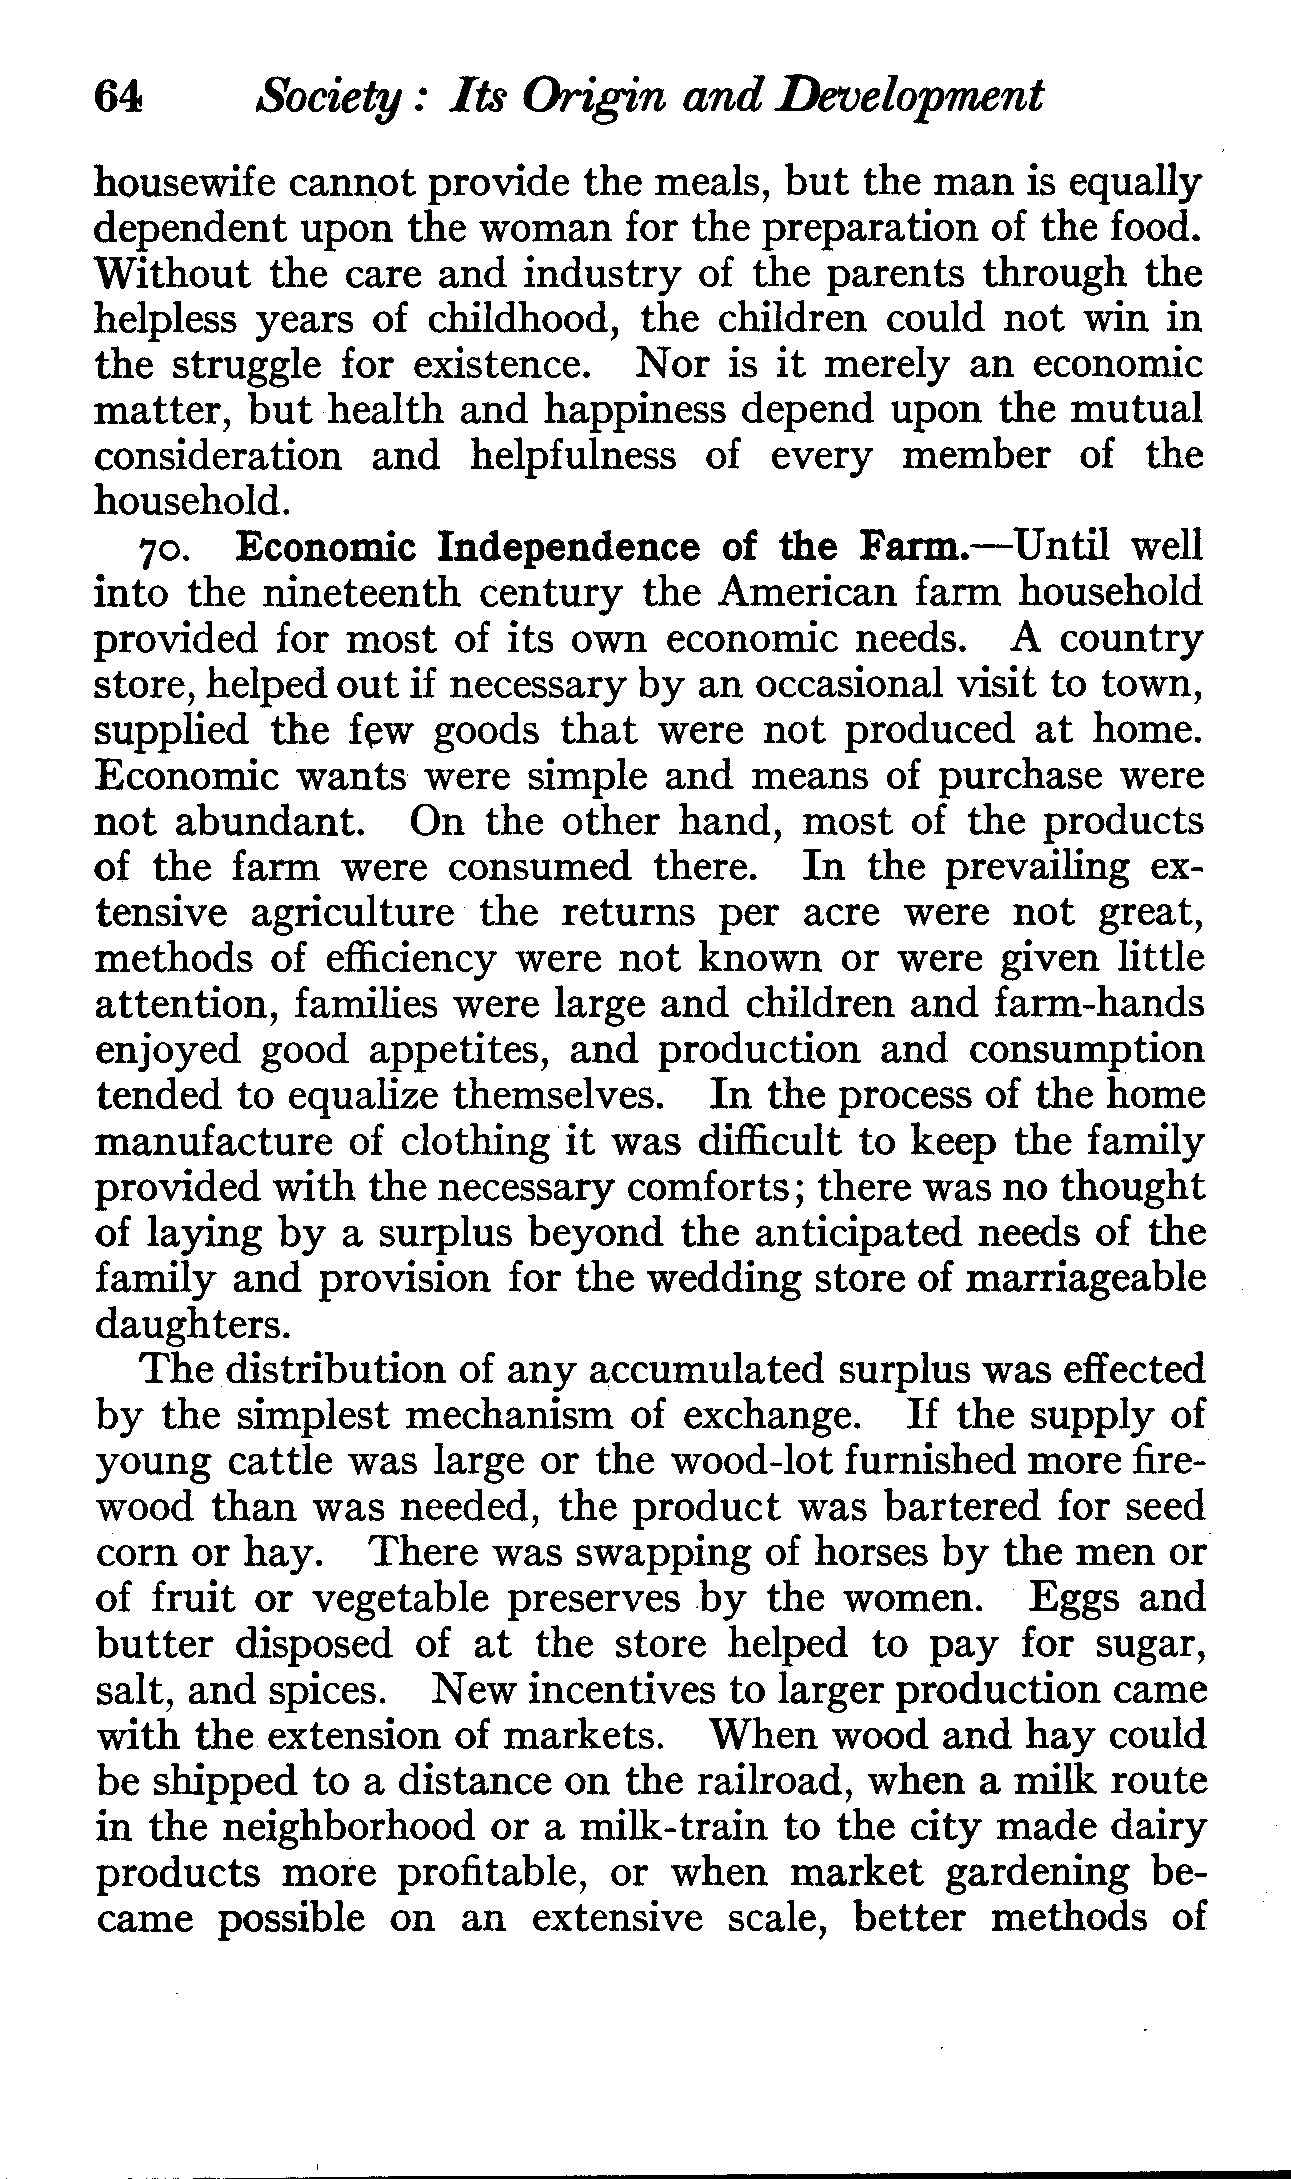 64 Society : Its Origin and Development
housewife cannot provide the meals, but the man is equally
dependent upon the woman for the preparation of the food.
Without the care and industry of the parents through the
helpless years of childhood, the children could not win in
the struggle for existence. Nor is it merely an economic
matter, but health and happiness depend upon the mutual
consideration and helpfulness of every member of the
household.
70. Economic Independence of the Farm.—Until well
into the nineteenth century the American farm household
provided for most of its own economic needs. A country
store, helped out if necessary by an occasional visit to town,
supplied the few goods that were not produced at home.
Economic wants were simple and means of purchase were
not abundant. On the other hand, most of the products
of the farm were consumed there. In the prevailing ex-
tensive agriculture the returns per acre were not great,
methods of efficiency were not known or were given little
attention, families were large and children and farm-hands
enjoyed good appetites, and production and consumption
tended to equalize themselves. In the process of the home
manufacture of clothing it was difficult to keep the family
provided with the necessary comforts; there was no thought
of laying by a surplus beyond the anticipated needs of the
family and provision for the wedding store of marriageable
daughters.
The distribution of any accumulated surplus was effected
by the simplest mechanism of exchange. If the supply of
young cattle was large or the wood-lot furnished more fire-
wood than was needed, the product was bartered for seed
corn or hay. There was swapping of horses by the men or
of fruit or vegetable preserves by the women. Eggs and
butter disposed of at the store helped to pay for sugar,
salt, and spices. New incentives to larger production came
with the extension of markets. When wood and hay could
be shipped to a distance on the railroad, when a milk route
in the neighborhood or a milk-train to the city made dairy
products more profitable, or when market gardening be-
came possible on an extensive scale, better methods of